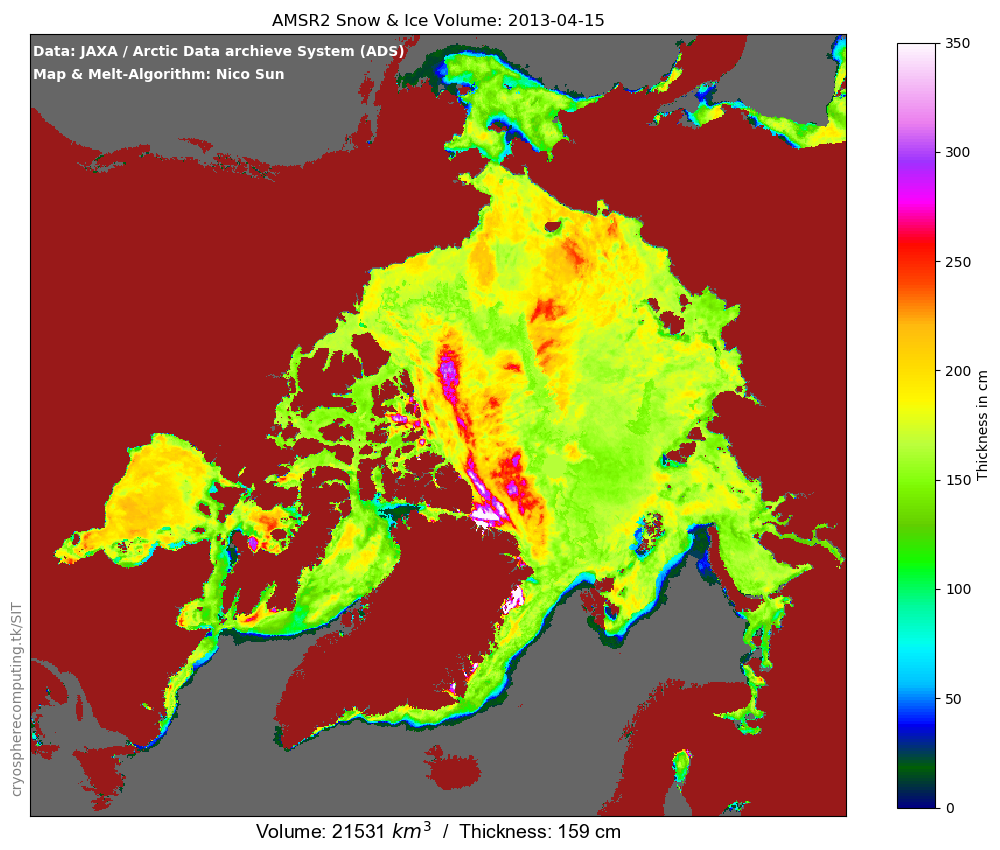 AMSR2 Snow & Ice Volume: 2013-04-15
Data: JAXA / Arctic Data archieve System (ADS)
Map & Melt-Algorithm: Nico Sun
350
300
250
200
150
100
50
0
Thickness in cm
cryospherecomputing.tk/SIT
Volume: 21531 km³ / Thickness: 159 cm